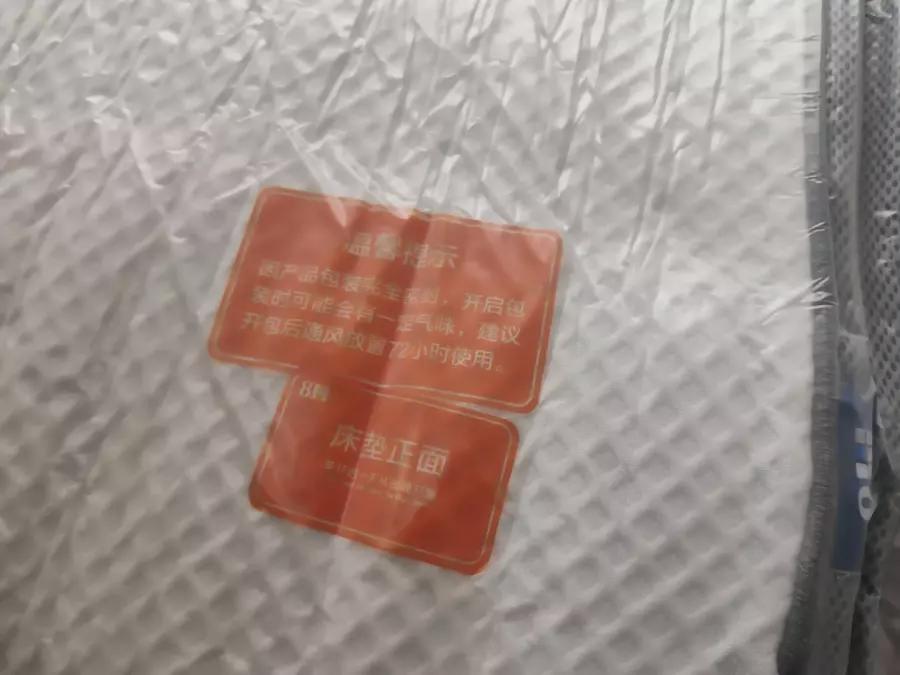 温馨提示
因产品包装完全密封，开启包
装时可能会有一定气味，建议
开包后通风放置72小时使用。
8
床垫正面